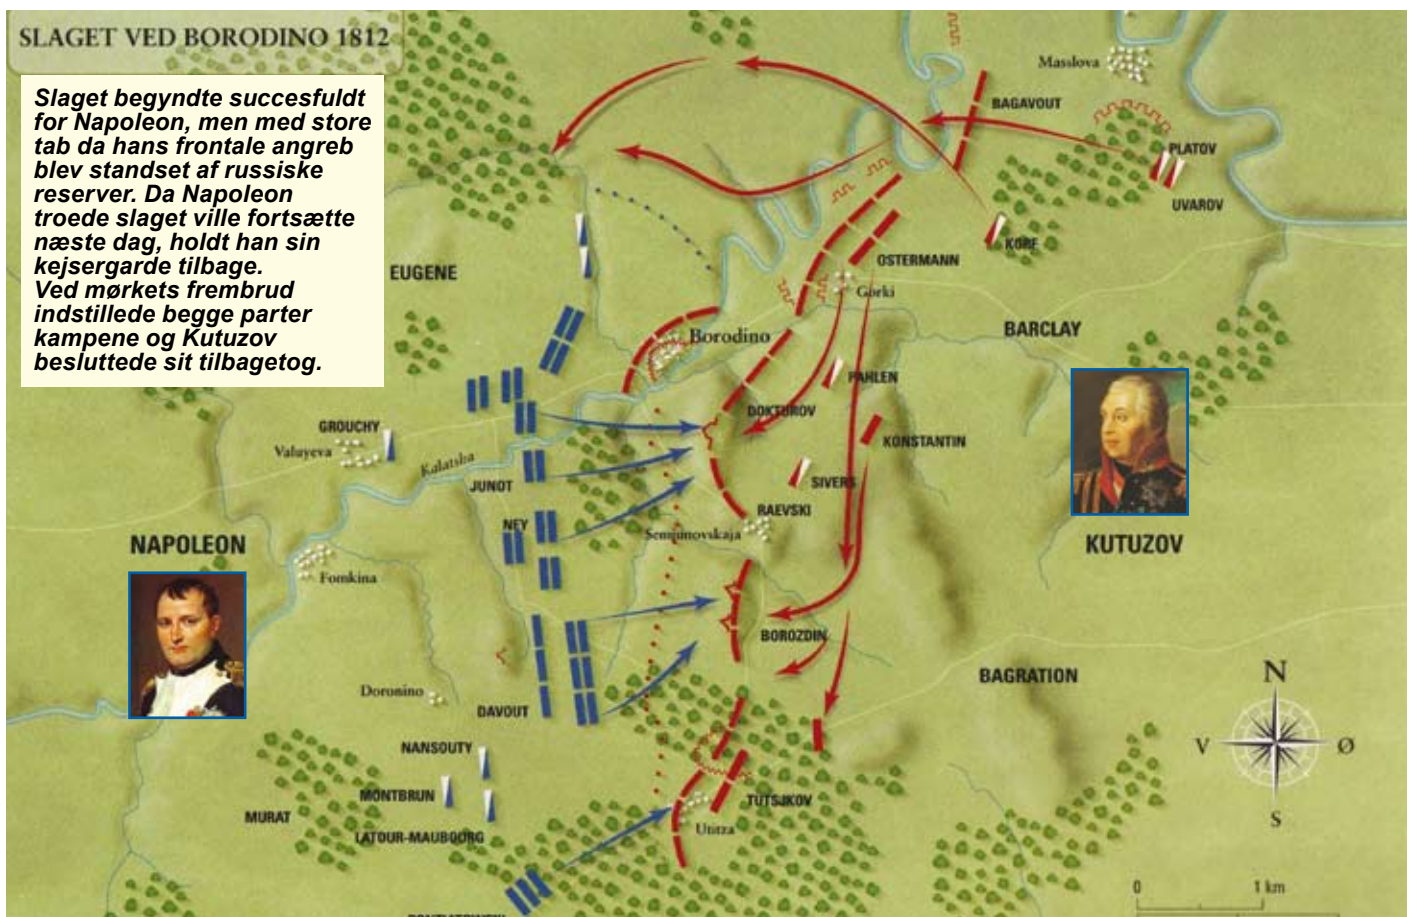 SLAGET VED BORODINO 1812
Slaget begyndte succesfuldt
for Napoleon, men med store
tab da hans frontale angreb
blev standset af russiske
reserver. Da Napoleon
troede slaget ville fortsætte
næste dag, holdt han sin
kejsergarde tilbage.
Ved mørkets frembrud
indstillede begge parter
kampene og Kutuzov
besluttede sit tilbagetog.
Masslova
BAGAVOUT
PLATOV
UVAROV
KORF
OSTERMANN
EUGENE
Gorki
BARCLAY
Borodino
PAHLEN
DOKTUROV
GROUCHY
KONSTANTIN
Valuyeva
Kalatsha
JUNOT
SIVERS
RAEVSKI
NEY
Semjunovskaja
NAPOLEON
KUTUZOV
Fomkina
BOROZDIN
BAGRATION
N
Doronino
DAVOUT
V
Ø
NANSOUTY
MONTBRUN
TUTSJKOV
MURAT
S
Utitza
LATOUR-MAUBOURG
0
1 km